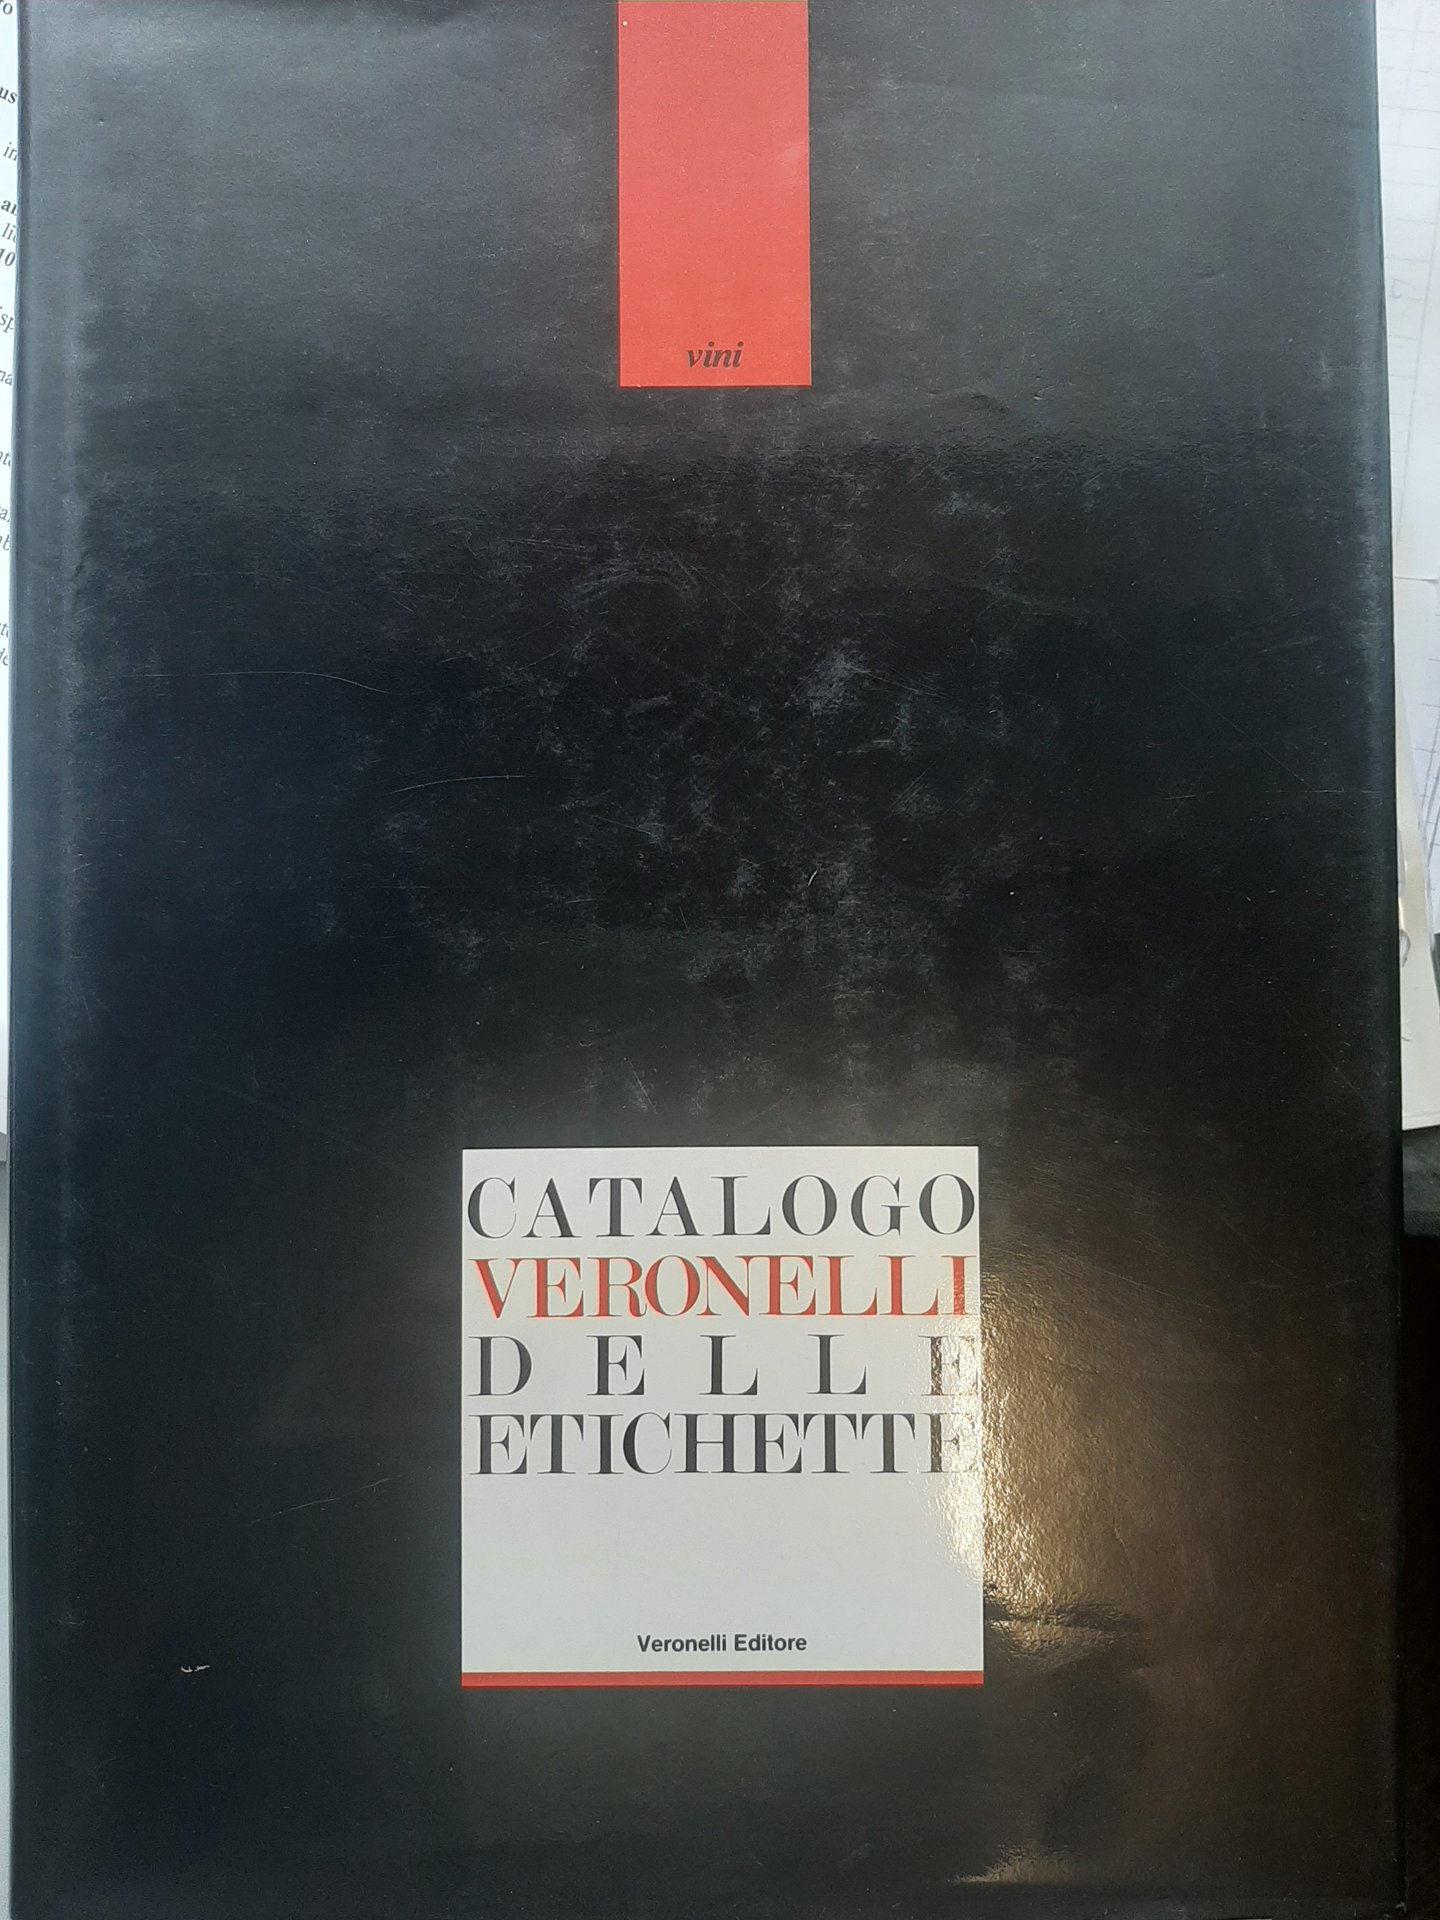 vini
CATALOGO
VERONELLI
DELLE
ETICHETTE
Veronelli Editore